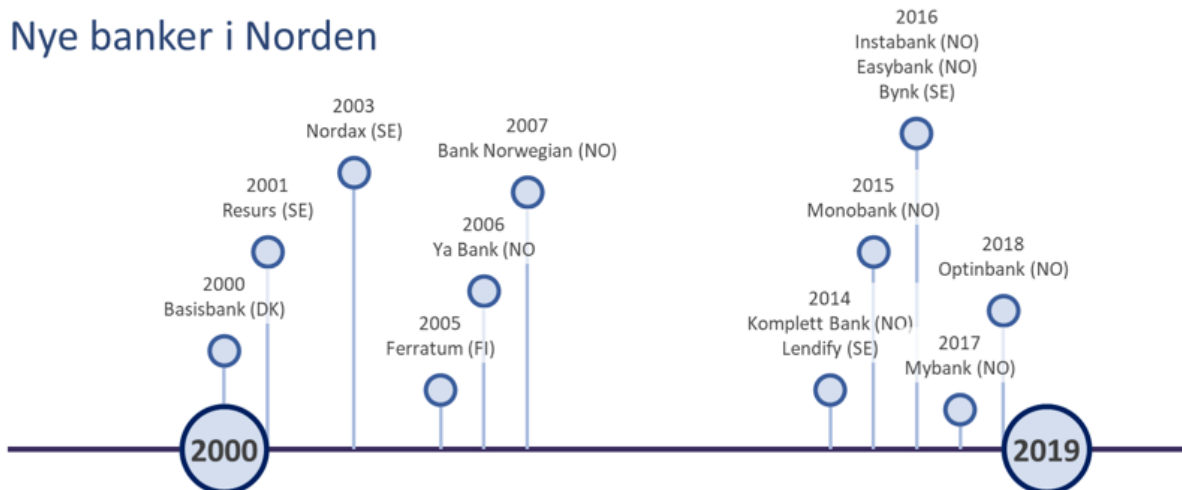 Nye banker i Norden
2000
Basisbank (DK)
2001
Resurs (SE)
2003
Nordax (SE)
2005
Ferratum (FI)
2006
Ya Bank (NO
2007
Bank Norwegian (NO)
2014
Komplett Bank (NO)
Lendify (SE)
2015
Monobank (NO)
2016
Instabank (NO)
Easybank (NO)
Bynk (SE)
2017
Mybank (NO)
2018
Optinbank (NO)
2000
2019